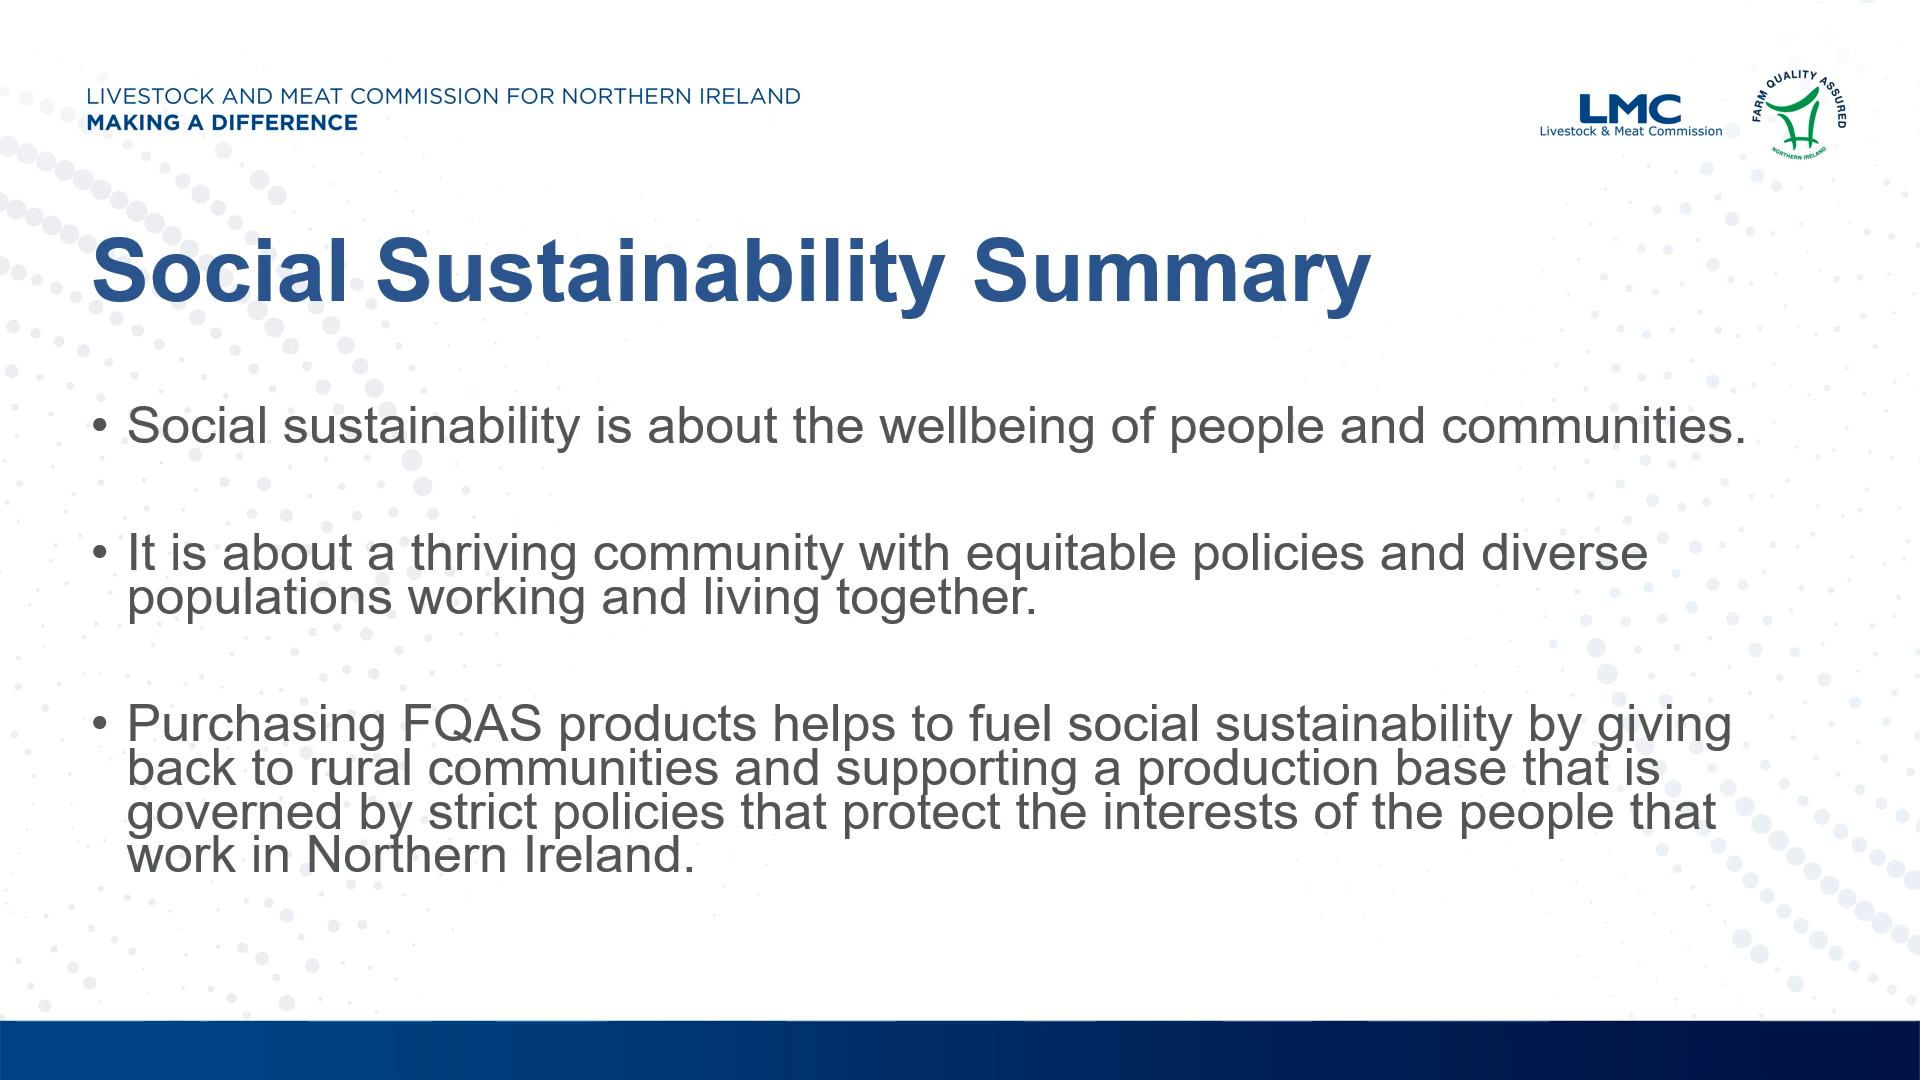 LIVESTOCK AND MEAT COMMISSION FOR NORTHERN IRELAND
MAKING A DIFFERENCE
LMC
Livestock & Meat Commission
FARM QUALITY ASSURED
NORTHERN IRELAND
Social Sustainability Summary
• Social sustainability is about the wellbeing of people and communities.
• It is about a thriving community with equitable policies and diverse
populations working and living together.
• Purchasing FQAS products helps to fuel social sustainability by giving
back to rural communities and supporting a production base that is
governed by strict policies that protect the interests of the people that
work in Northern Ireland.